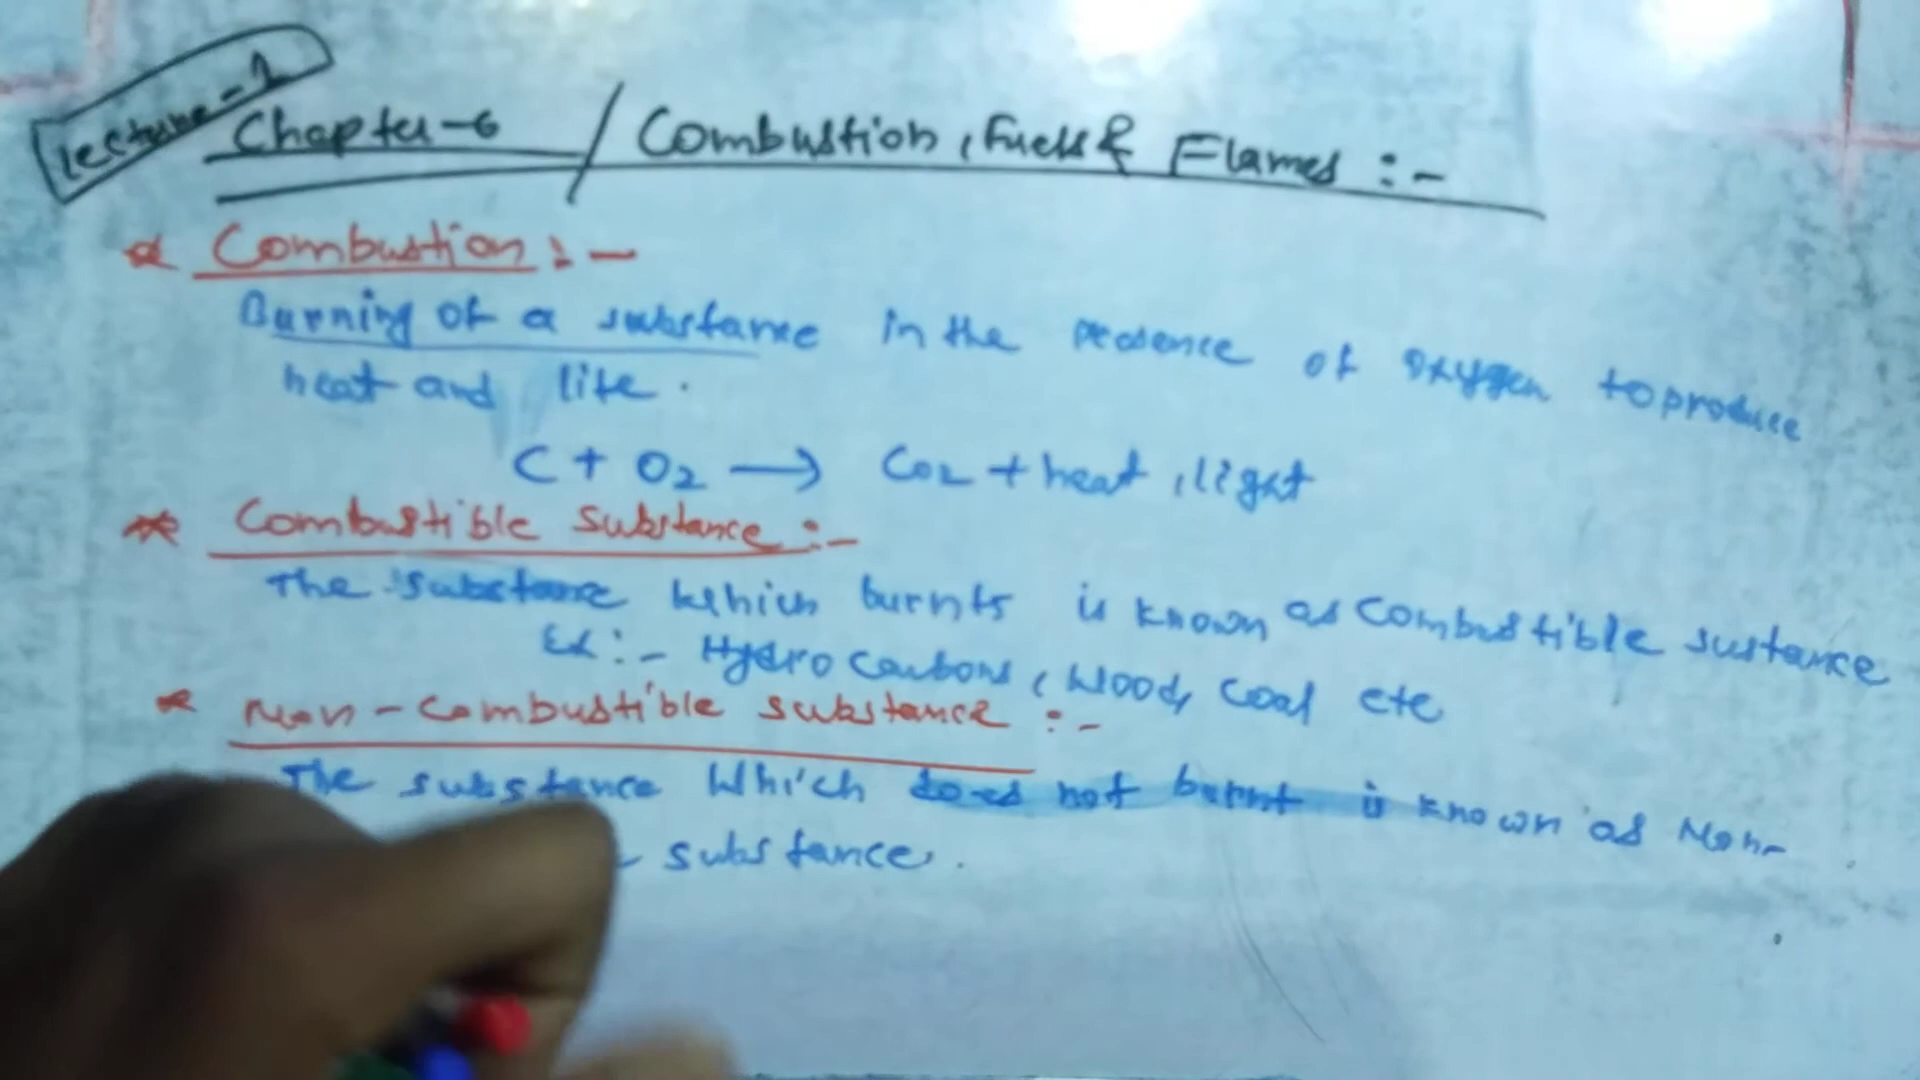 Lecture-1
Chapter-6 / Combustion, Fuels & Flames :-
* Combustion :-
Burning of a substance in the presence of oxygen to produce
heat and lite.
C + O2 → CO2 + heat, light
* Combustible Substance :-
The substance which burnts is known as Combustible sustance
Ex :- Hydrocarbons, Wood, Coal etc
* Non-Combustible substance :-
The substance Which does not burnt is known as Non-
substance.